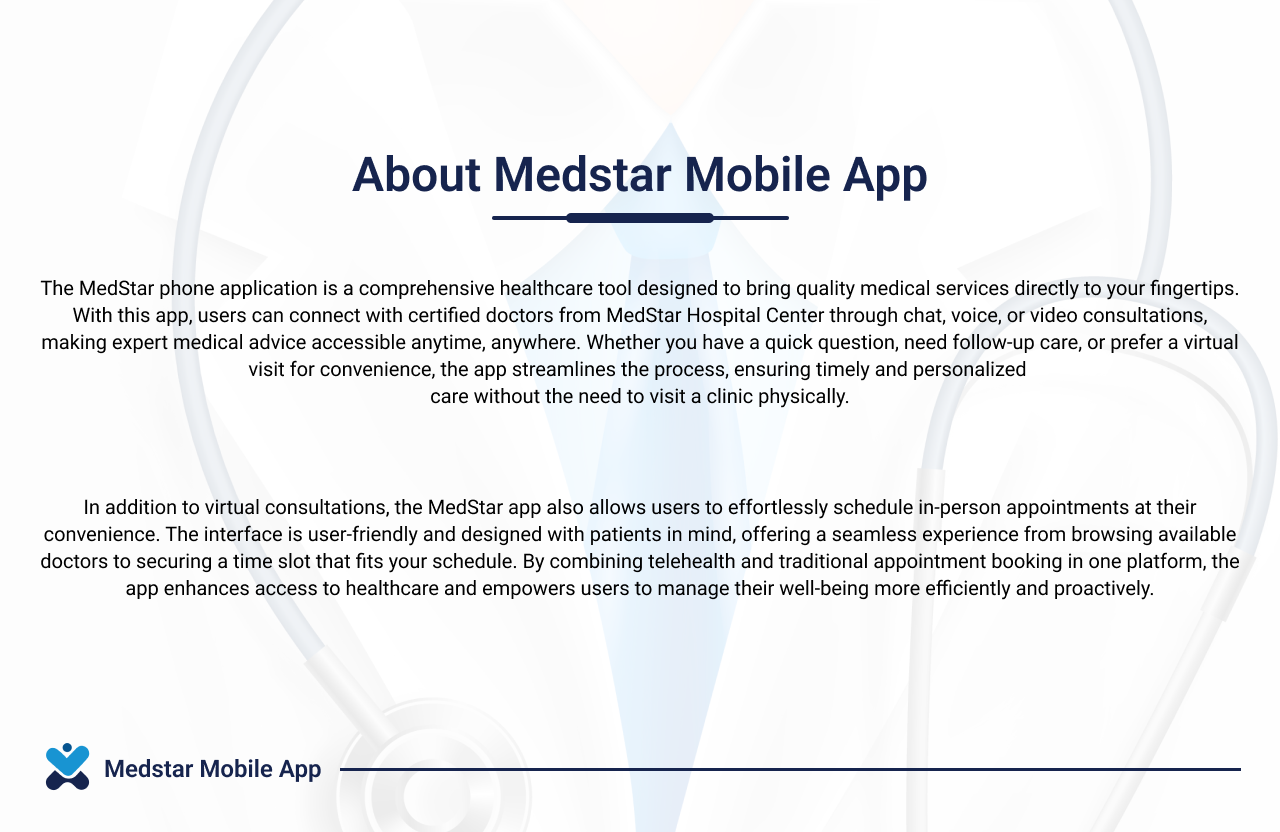 About Medstar Mobile App
The MedStar phone application is a comprehensive healthcare tool designed to bring quality medical services directly to your fingertips.
With this app, users can connect with certified doctors from MedStar Hospital Center through chat, voice, or video consultations,
making expert medical advice accessible anytime, anywhere. Whether you have a quick question, need follow-up care, or prefer a virtual
visit for convenience, the app streamlines the process, ensuring timely and personalized
care without the need to visit a clinic physically.
In addition to virtual consultations, the MedStar app also allows users to effortlessly schedule in-person appointments at their
convenience. The interface is user-friendly and designed with patients in mind, offering a seamless experience from browsing available
doctors to securing a time slot that fits your schedule. By combining telehealth and traditional appointment booking in one platform, the
app enhances access to healthcare and empowers users to manage their well-being more efficiently and proactively.
Medstar Mobile App